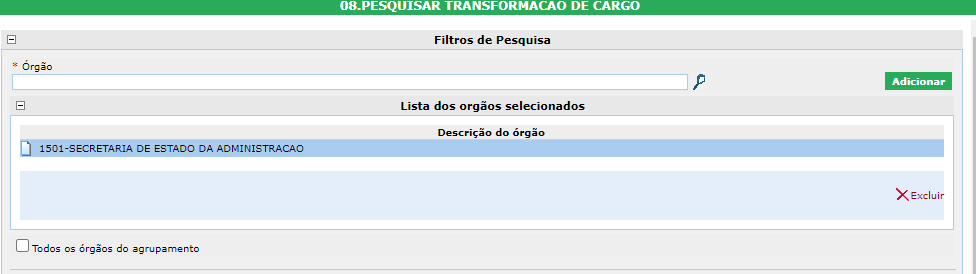 08.PESQUISAR TRANSFORMACAO DE CARGO
Filtros de Pesquisa
* Órgão
Adicionar
Lista dos orgãos selecionados
Descrição do órgão
1501-SECRETARIA DE ESTADO DA ADMINISTRACAO
Excluir
Todos os órgãos do agrupamento